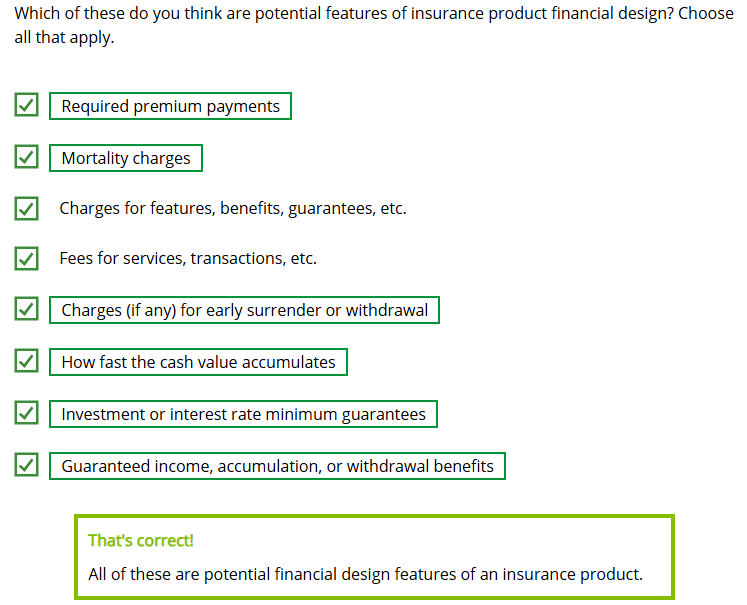 Which of these do you think are potential features of insurance product financial design? Choose
all that apply.
Required premium payments
Mortality charges
Charges for features, benefits, guarantees, etc.
Fees for services, transactions, etc.
Charges (if any) for early surrender or withdrawal
How fast the cash value accumulates
Investment or interest rate minimum guarantees
Guaranteed income, accumulation, or withdrawal benefits
That's correct!
All of these are potential financial design features of an insurance product.